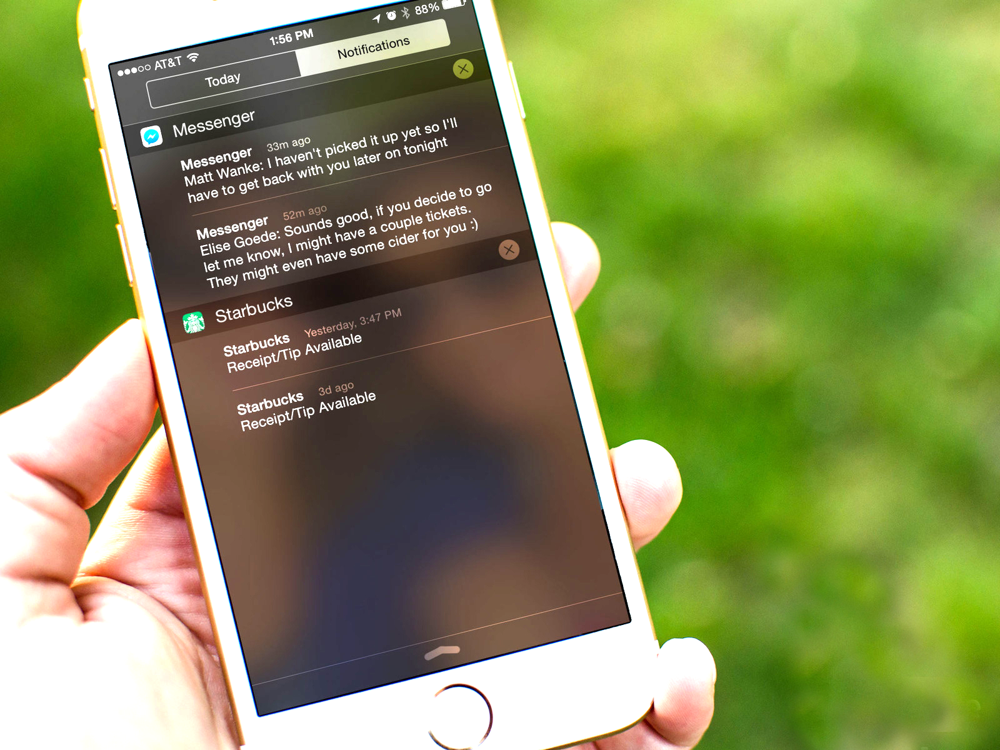 AT&T 1:56 PM 88%
Today Notifications
Messenger
Messenger 33m ago
Matt Wanke: I haven't picked it up yet so I'll
have to get back with you later on tonight
Messenger 52m ago
Elise Goede: Sounds good, if you decide to go
let me know, I might have a couple tickets.
They might even have some cider for you :)
Starbucks
Starbucks Yesterday, 3:47 PM
Receipt/Tip Available
Starbucks 3d ago
Receipt/Tip Available